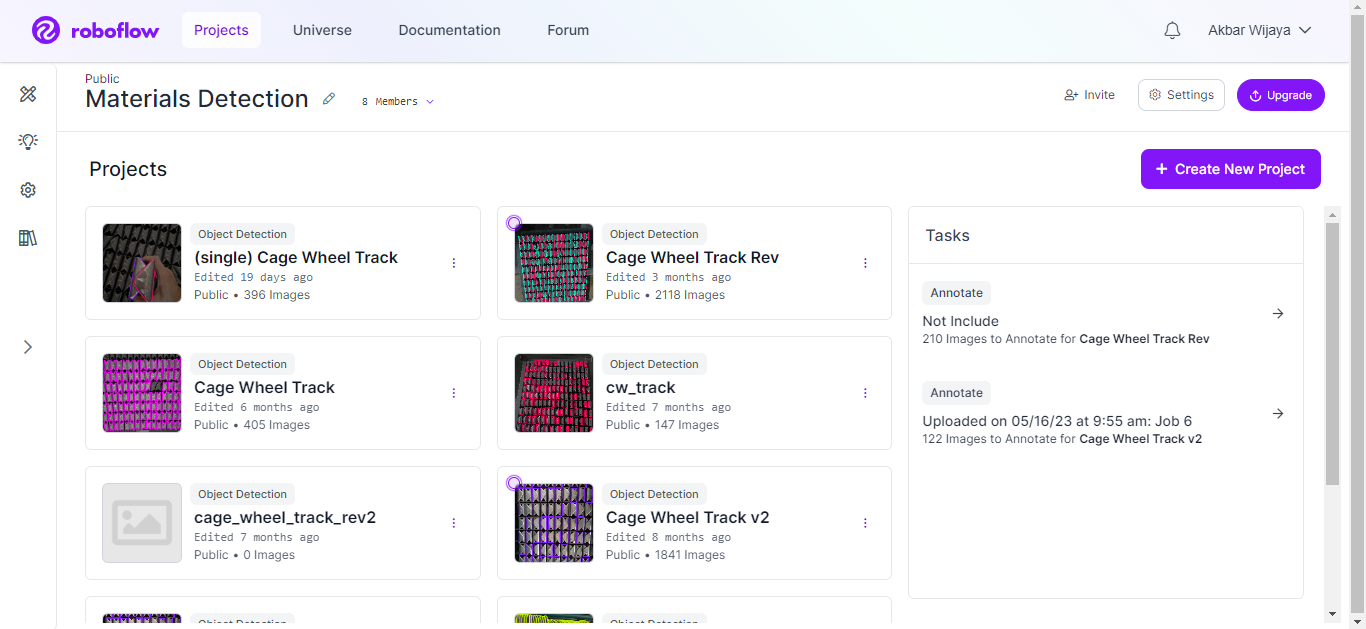 roboflow
Projects
Universe
Documentation
Forum
Akbar Wijaya
Public
Materials Detection
8 Members
Invite
Settings
Upgrade
Projects
+ Create New Project
Object Detection
(single) Cage Wheel Track
Edited 19 days ago
Public • 396 Images
Object Detection
Cage Wheel Track Rev
Edited 3 months ago
Public • 2118 Images
Object Detection
Cage Wheel Track
Edited 6 months ago
Public • 405 Images
Object Detection
cw_track
Edited 7 months ago
Public • 147 Images
Object Detection
cage_wheel_track_rev2
Edited 7 months ago
Public • 0 Images
Object Detection
Cage Wheel Track v2
Edited 8 months ago
Public • 1841 Images
Object Detection
Object Detection
Tasks
Annotate
Not Include
210 Images to Annotate for Cage Wheel Track Rev
Annotate
Uploaded on 05/16/23 at 9:55 am: Job 6
122 Images to Annotate for Cage Wheel Track v2